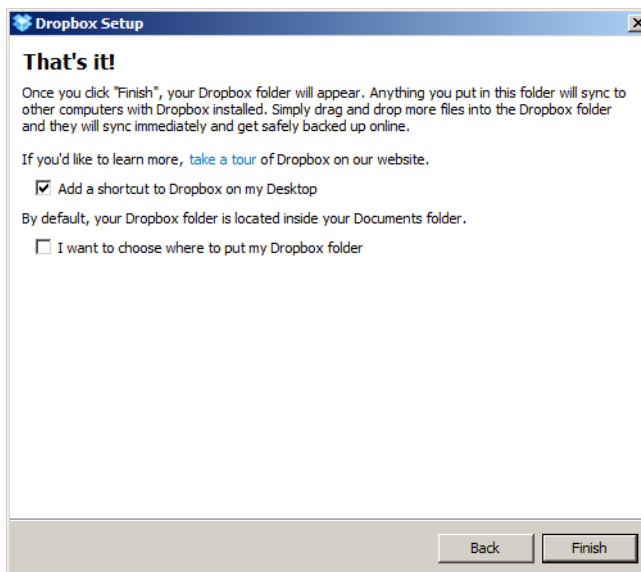 Dropbox Setup
That's it!
Once you click "Finish", your Dropbox folder will appear. Anything you put in this folder will sync to
other computers with Dropbox installed. Simply drag and drop more files into the Dropbox folder
and they will sync immediately and get safely backed up online.
If you'd like to learn more, take a tour of Dropbox on our website.
Add a shortcut to Dropbox on my Desktop
By default, your Dropbox folder is located inside your Documents folder.
I want to choose where to put my Dropbox folder
Back Finish